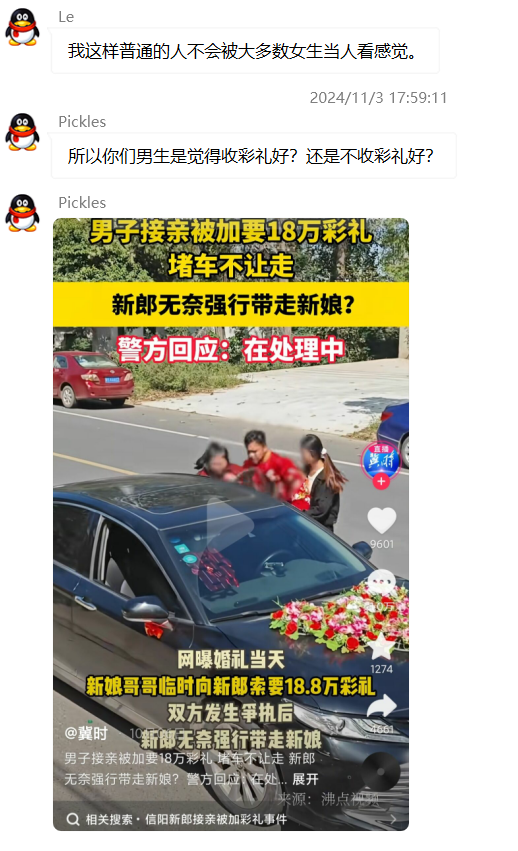 Le
我这样普通的人不会被大多数女生当人看感觉。
2024/11/3 17:59:11
Pickles
所以你们男生是觉得收彩礼好？还是不收彩礼好？
Pickles
男子接亲被加要18万彩礼
堵车不让走
新郎无奈强行带走新娘？
警方回应：在处理中
直播
冀时
9601
1274
4661
网曝婚礼当天
新娘哥哥临时向新郎索要18.8万彩礼
双方发生争执后
新郎无奈强行带走新娘
@冀时
男子接亲被加要18万彩礼 堵车不让走 新郎
无奈强行带走新娘？警方回应：在处... 展开
来源：沸点视频
相关搜索·信阳新郎接亲被加彩礼事件